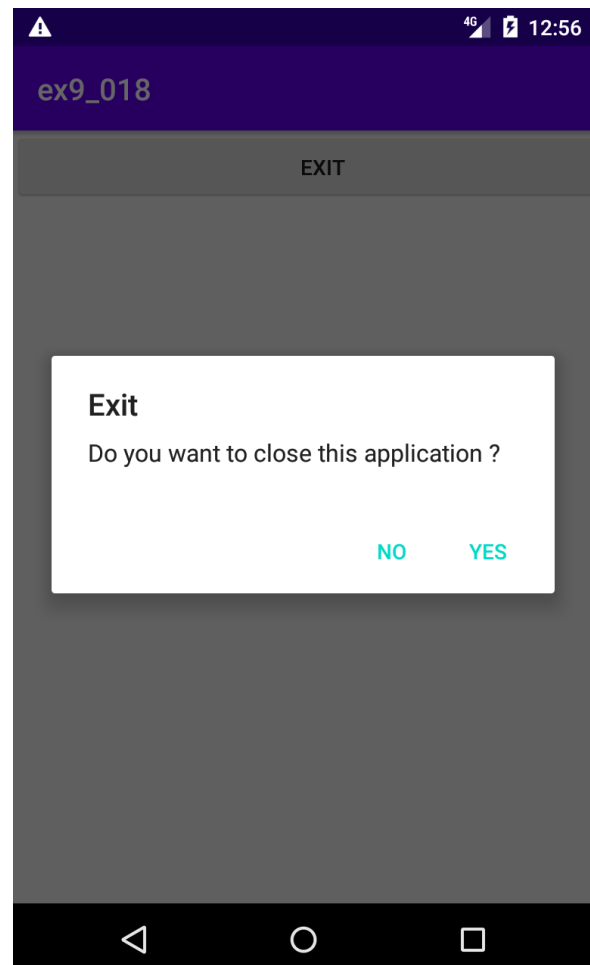 4G 12:56
ex9_018
EXIT
Exit
Do you want to close this application ?
NO YES